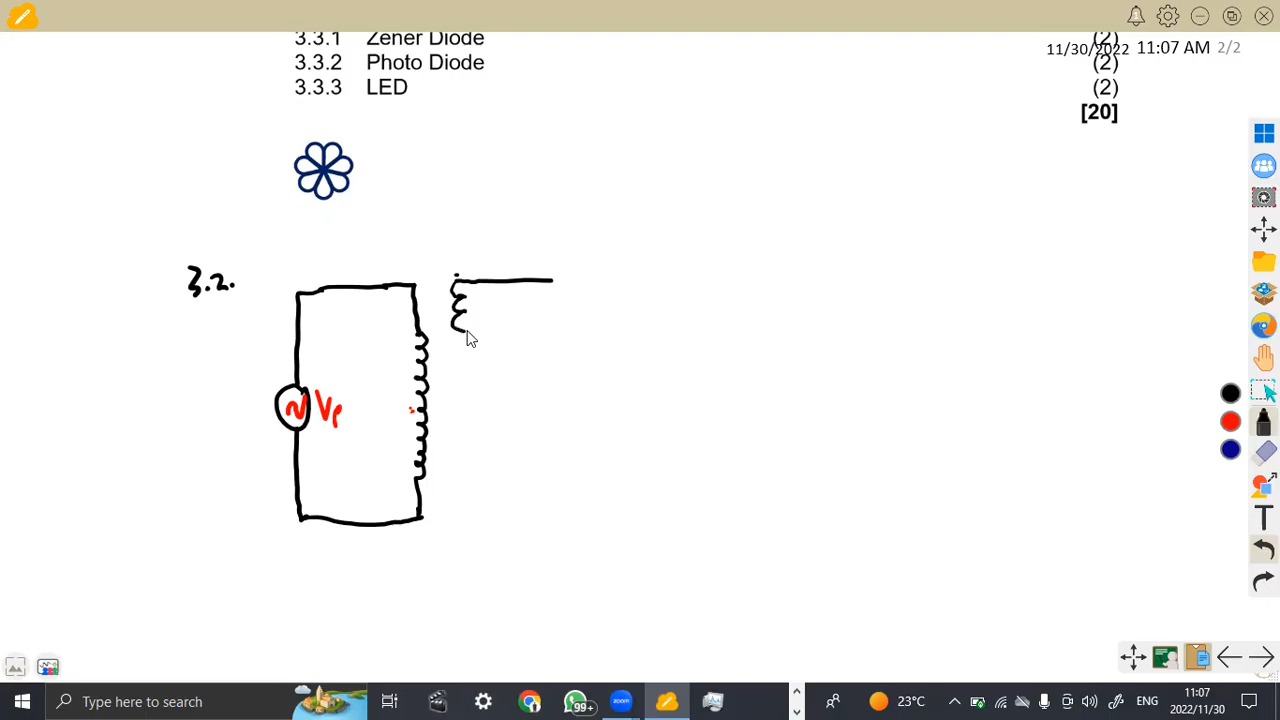 3.3.1 Zener Diode (2)
11/30/2022 11:07 AM 2/2
3.3.2 Photo Diode (2)
3.3.3 LED (2)
[20]
3.2.
Vp
T
99+
zoom
23°C
ENG
11:07
2022/11/30
Type here to search